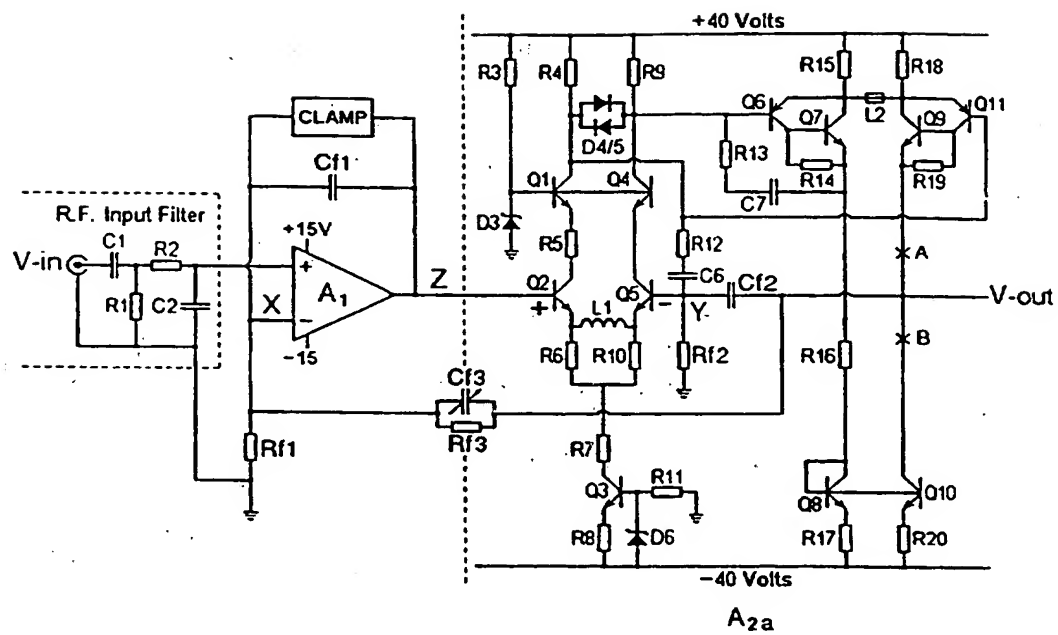 +40 Volts
R3
R4
R9
R15
R18
CLAMP
Q6
L2
Q11
Q7
Q9
D4/5
R13
Cf1
R14
R19
R.F. Input Filter
Q1
Q4
C7
+15V
D3
R12
A
C1
R2
R5
V-in
+
Q2
C6
Cf2
Z
A1
L1
Q5
V-out
R1
C2
X
−
+
-
Y
B
−15
R6
R10
Rf2
R16
Cf3
Rf3
Rf1
R7
R11
Q3
Q8
Q10
R8
D6
R17
R20
−40 Volts
A2a